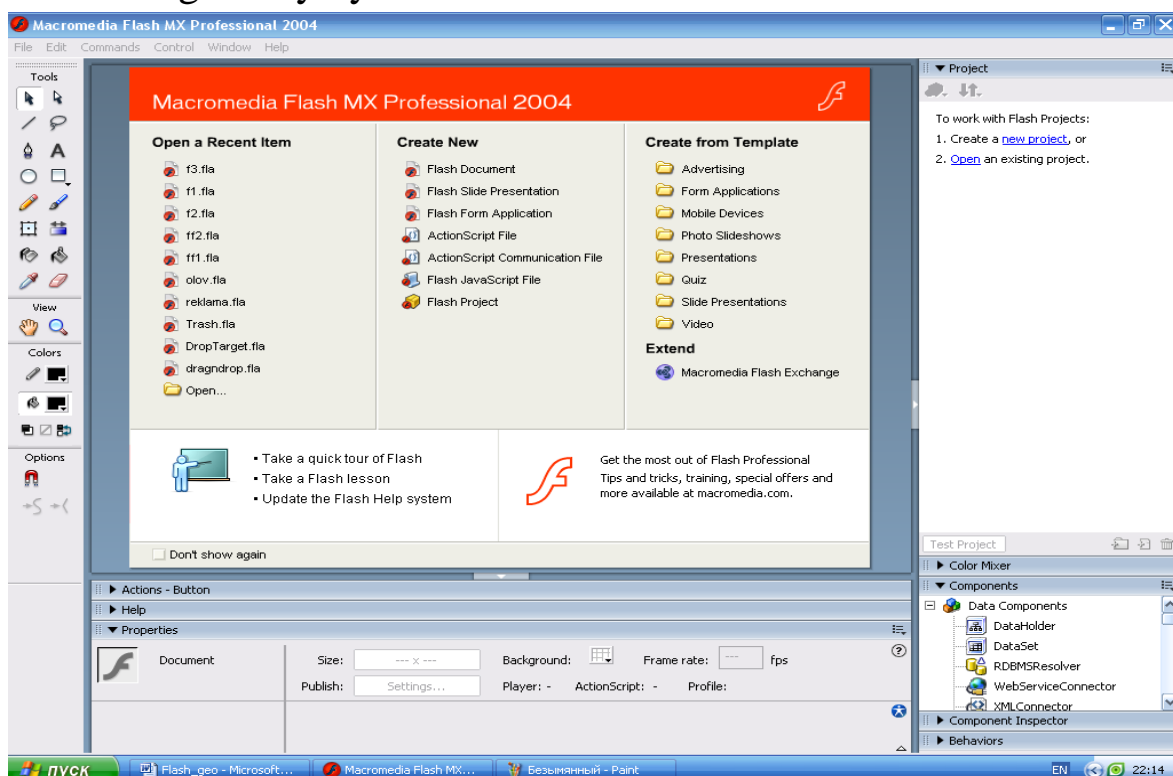 Macromedia Flash MX Professional 2004
File Edit Commands Control Window Help
Tools
View
Colors
Options
Macromedia Flash MX Professional 2004
Open a Recent Item
f3.fla
f1.fla
f2.fla
ff2.fla
ff1.fla
olov.fla
reklama.fla
Trash.fla
DropTarget.fla
dragndrop.fla
Open...
Create New
Flash Document
Flash Slide Presentation
Flash Form Application
ActionScript File
ActionScript Communication File
Flash JavaScript File
Flash Project
Create from Template
Advertising
Form Applications
Mobile Devices
Photo Slideshows
Presentations
Quiz
Slide Presentations
Video
Extend
Macromedia Flash Exchange
▪ Take a quick tour of Flash
▪ Take a Flash lesson
▪ Update the Flash Help system
Get the most out of Flash Professional
Tips and tricks, training, special offers and
more available at macromedia.com.
Don't show again
Actions - Button
Help
Properties
Document
Size: --- x ---
Background:
Frame rate: --- fps
Publish: Settings...
Player: - ActionScript: - Profile:
Project
To work with Flash Projects:
1. Create a new project, or
2. Open an existing project.
Test Project
Color Mixer
Components
Data Components
DataHolder
DataSet
RDBMSResolver
WebServiceConnector
XMLConnector
Component Inspector
Behaviors
пуск
Flash_geo - Microsoft...
Macromedia Flash MX...
Безымянный - Paint
EN
22:14